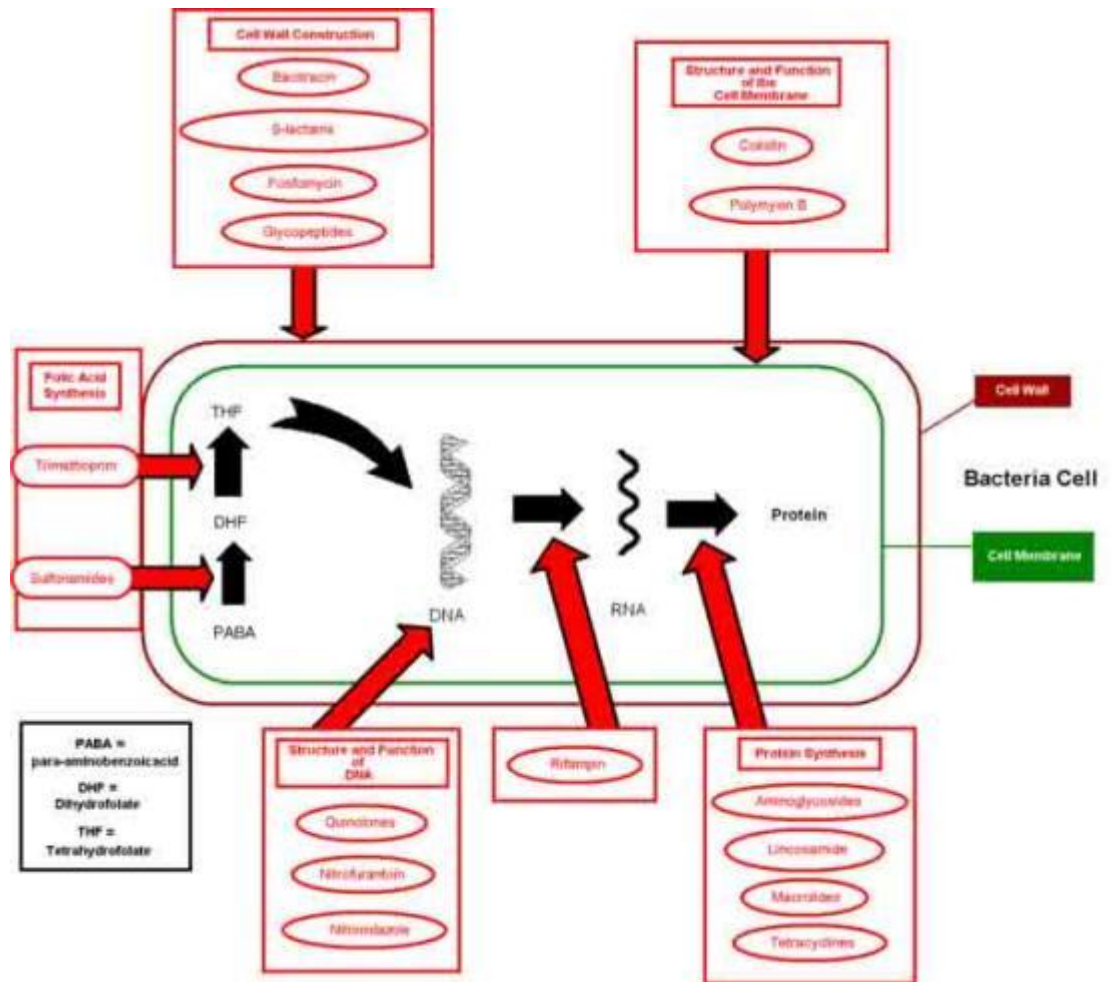 Cell Wall Construction
Bacitracin
β-lactams
Fosfomycin
Glycopeptides
Structure and Function
of the
Cell Membrane
Colistin
Polymyxin B
Folic Acid
Synthesis
Trimethoprim
Sulfonamides
THF
DHF
PABA
DNA
RNA
Protein
Cell Wall
Bacteria Cell
Cell Membrane
PABA =
para-aminobenzoicacid
DHF =
Dihydrofolate
THF =
Tetrahydrofolate
Structure and Function
of
DNA
Quinolones
Nitrofurantoin
Nitroimidazole
Rifampin
Protein Synthesis
Aminoglycosides
Lincosamide
Macrolides
Tetracyclines